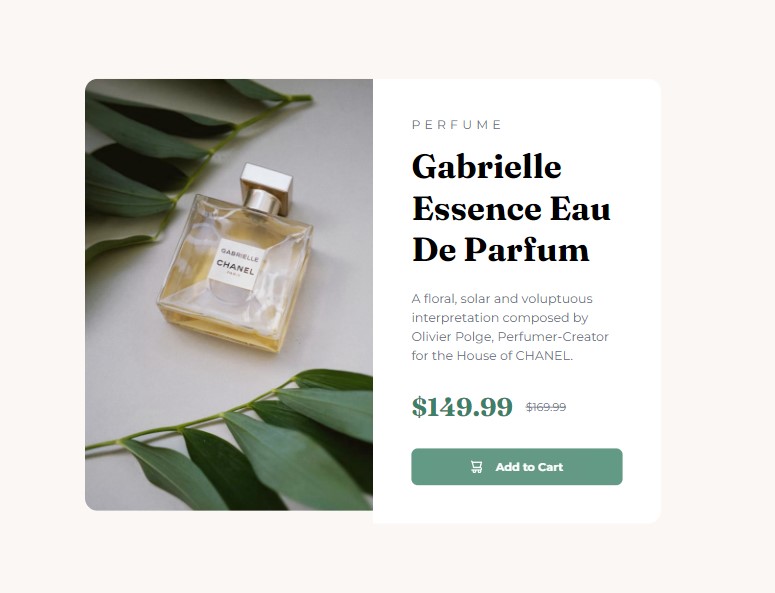 GABRIELLE
CHANEL
PARIS
PERFUME
Gabrielle
Essence Eau
De Parfum
A floral, solar and voluptuous
interpretation composed by
Olivier Polge, Perfumer-Creator
for the House of CHANEL.
$149.99 $169.99
Add to Cart